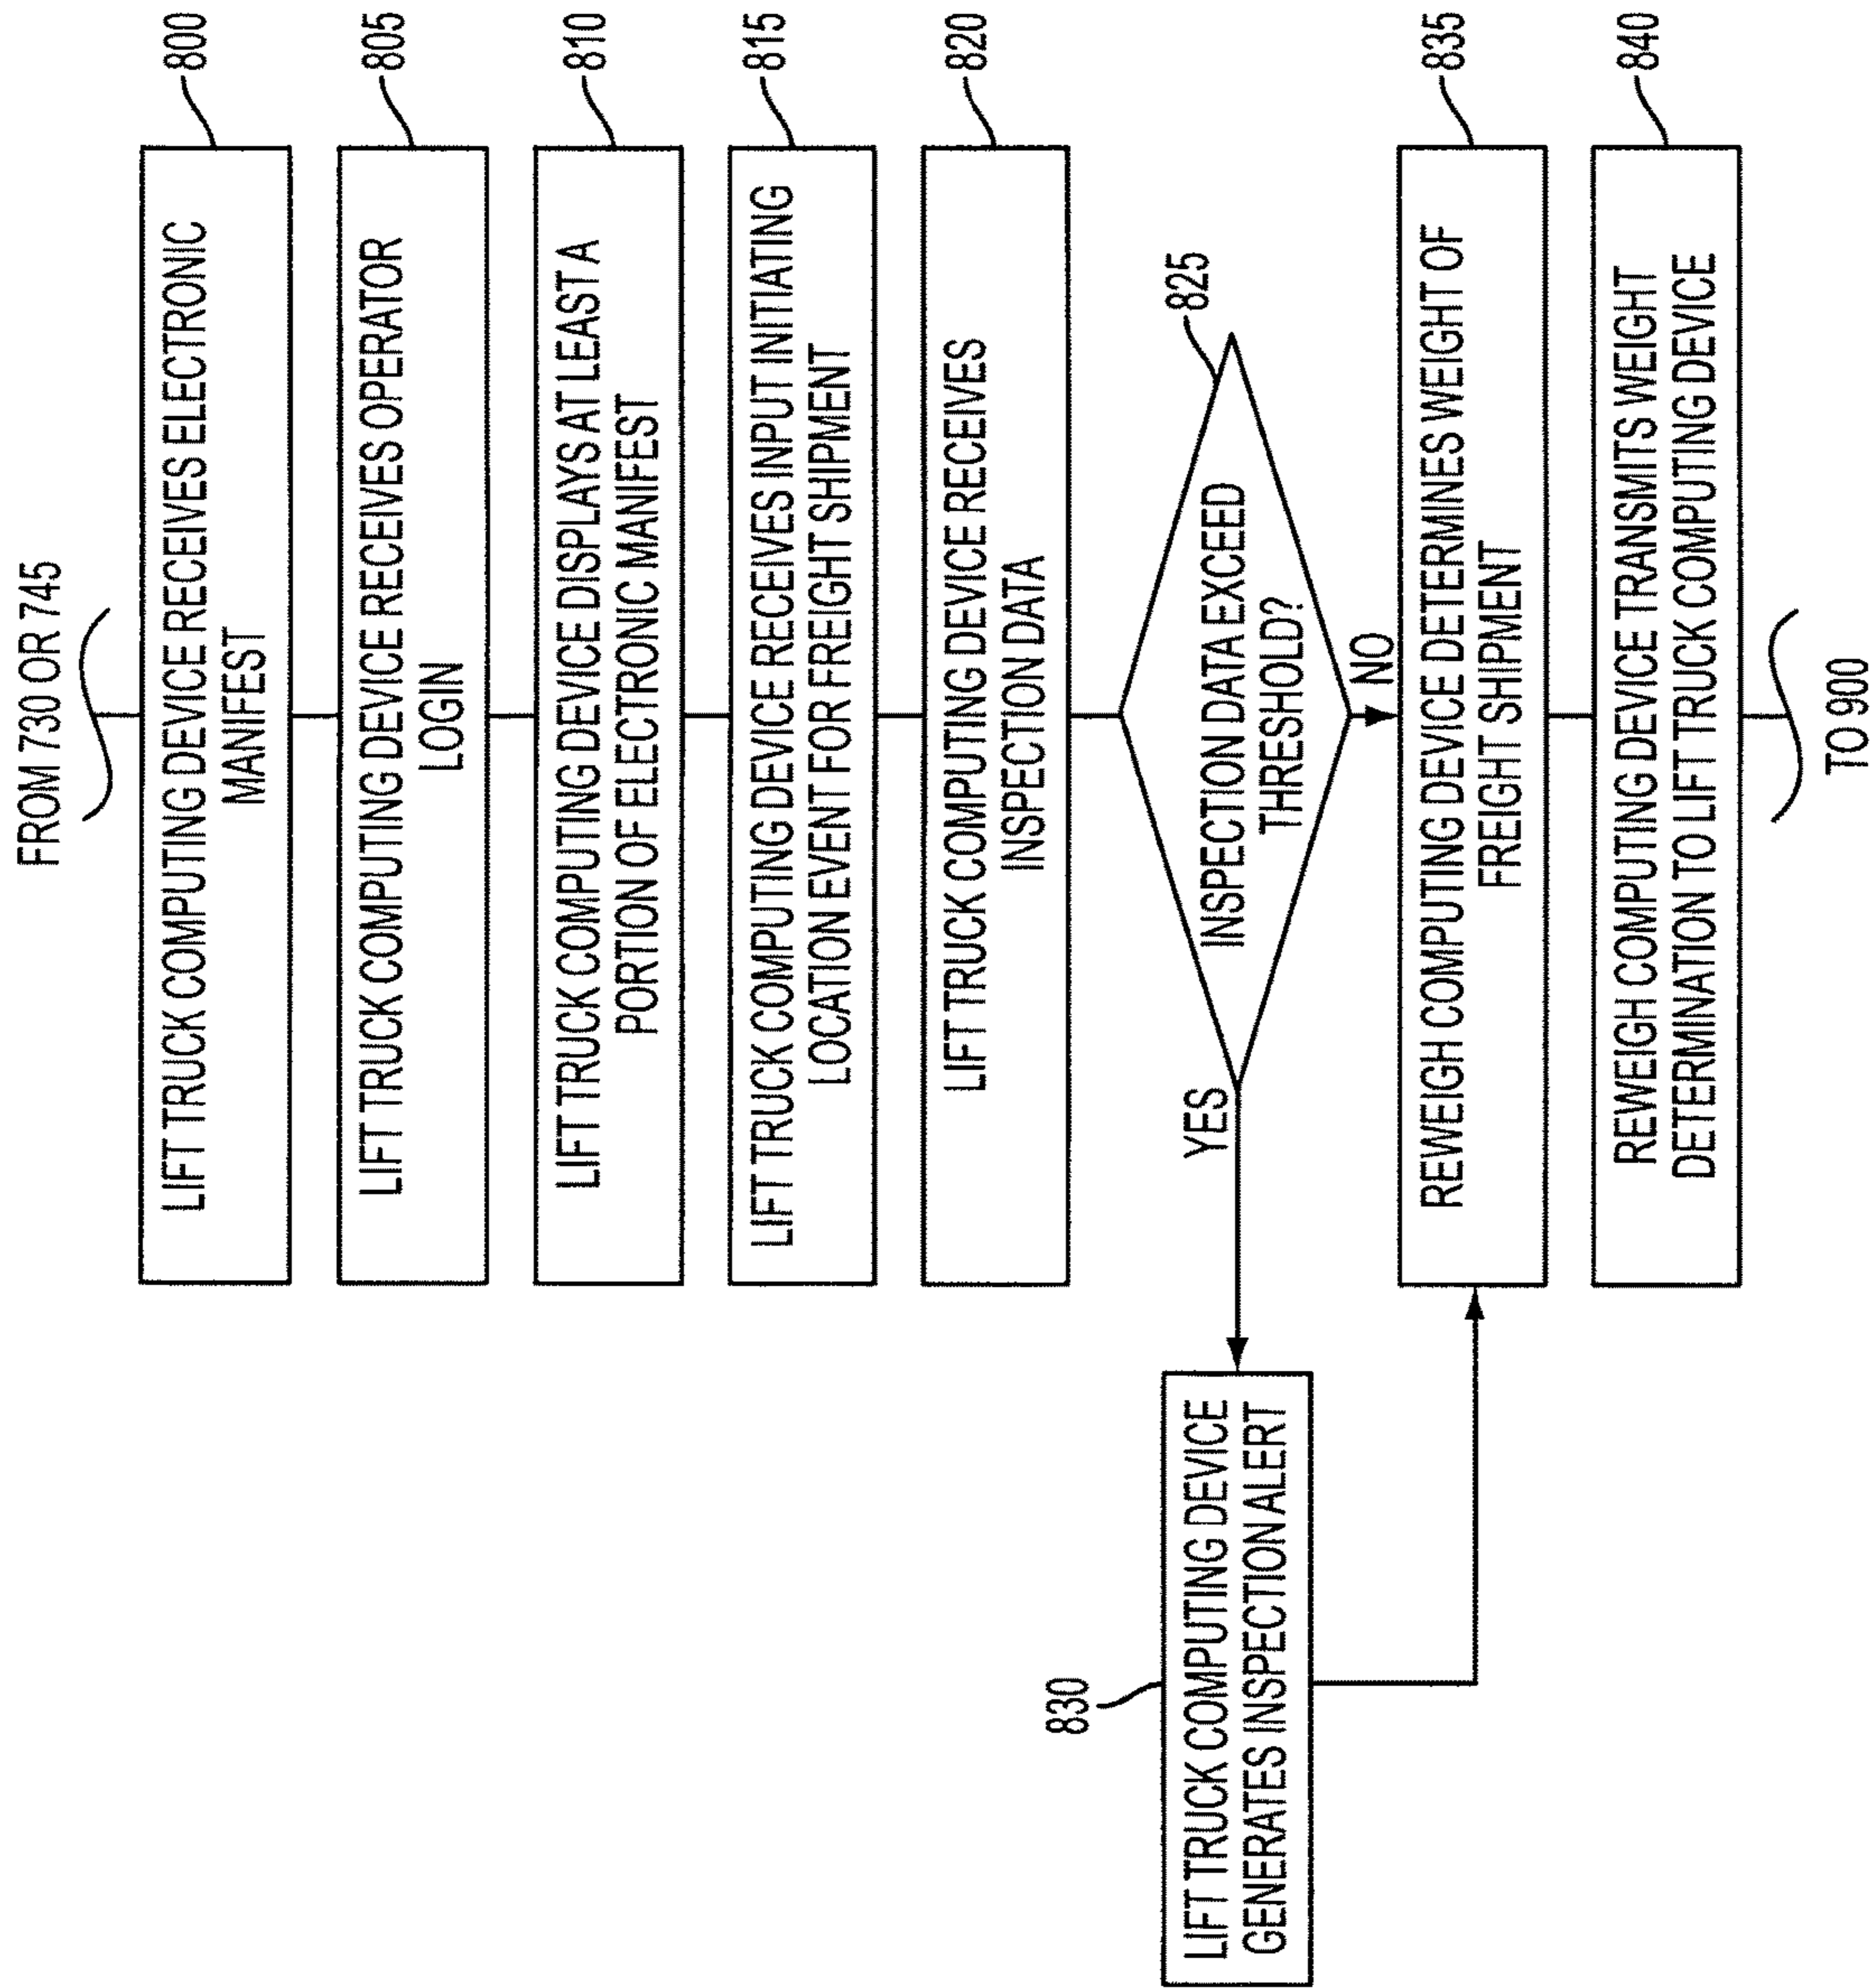 FROM 730 OR 745
LIFT TRUCK COMPUTING DEVICE RECEIVES ELECTRONIC
MANIFEST
800
LIFT TRUCK COMPUTING DEVICE RECEIVES OPERATOR
LOGIN
805
LIFT TRUCK COMPUTING DEVICE DISPLAYS AT LEAST A
PORTION OF ELECTRONIC MANIFEST
810
LIFT TRUCK COMPUTING DEVICE RECEIVES INPUT INITIATING
LOCATION EVENT FOR FREIGHT SHIPMENT
815
LIFT TRUCK COMPUTING DEVICE RECEIVES
INSPECTION DATA
820
INSPECTION DATA EXCEED
THRESHOLD?
825
YES
NO
830
LIFT TRUCK COMPUTING DEVICE
GENERATES INSPECTION ALERT
REWEIGH COMPUTING DEVICE DETERMINES WEIGHT OF
FREIGHT SHIPMENT
835
REWEIGH COMPUTING DEVICE TRANSMITS WEIGHT
DETERMINATION TO LIFT TRUCK COMPUTING DEVICE
840
TO 900